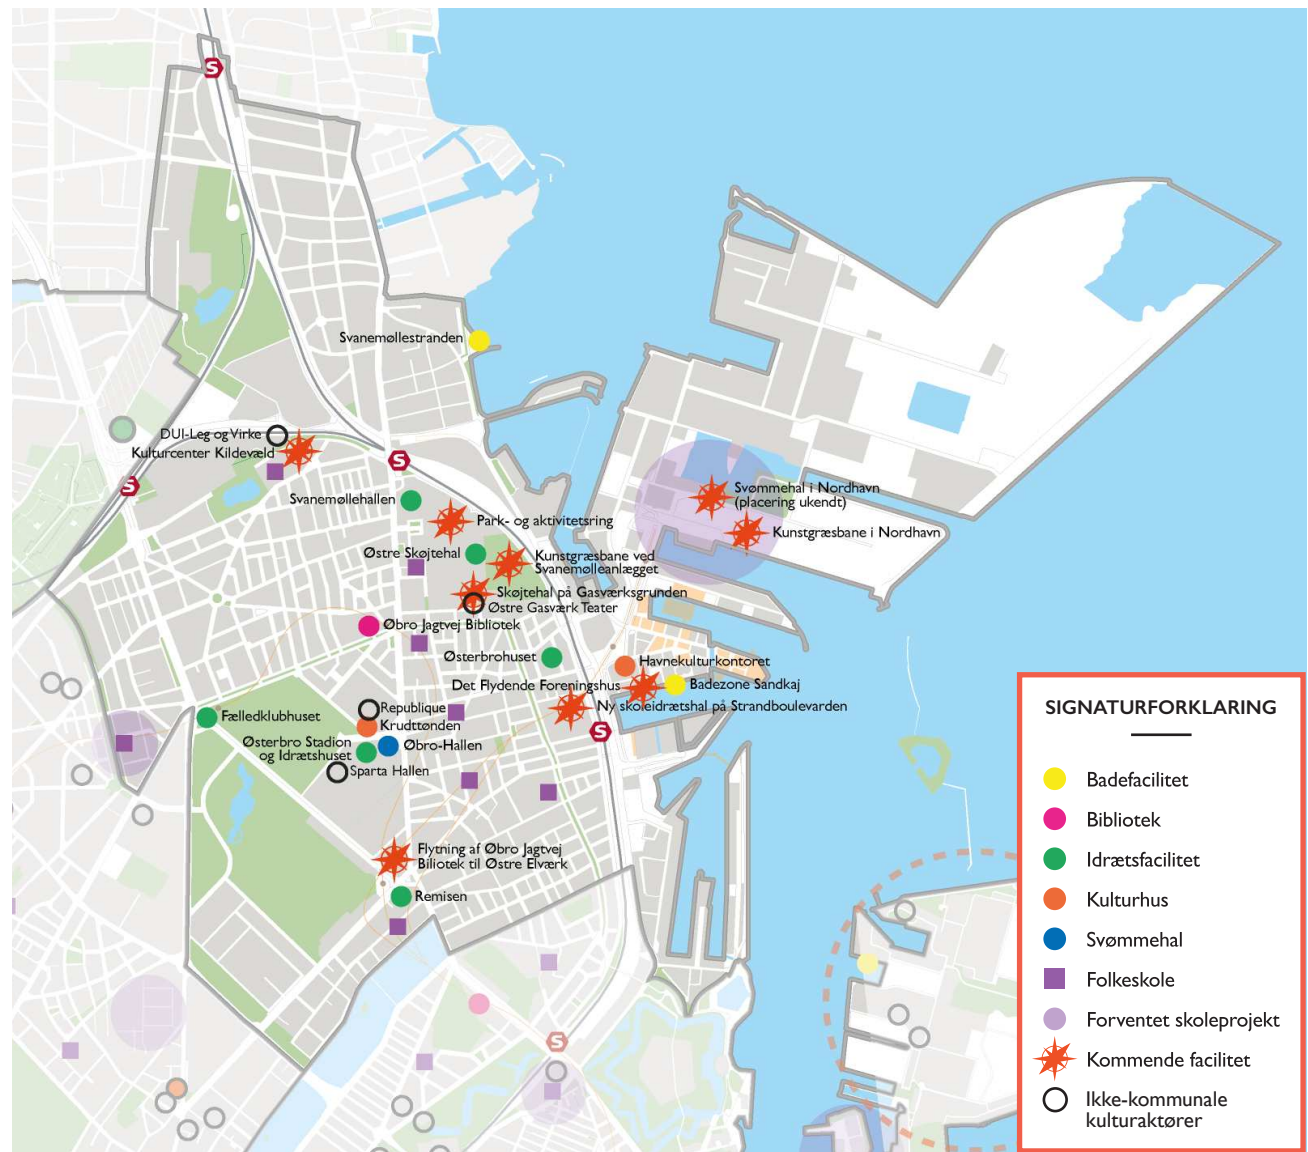 S
Svanemøllestranden
DUI-Leg og Virke
Kulturcenter Kildevæld
S
S
Svanemøllehallen
Svømmehal i Nordhavn
(placering ukendt)
Park- og aktivitetsring
Kunstgræsbane i Nordhavn
Østre Skøjtehal
Kunstgræsbane ved
Svanemølleanlægget
Skøjtehal på Gasværksgrunden
Østre Gasværk Teater
Øbro Jagtvej Bibliotek
Østerbrohuset
Havnekulturkontoret
Det Flydende Foreningshus
Badezone Sandkaj
Ny skoleidrætshal på Strandboulevarden
Republique
Fælledklubhuset
Krudttønden
S
Østerbro Stadion
og Idrætshuset
Øbro-Hallen
Sparta Hallen
Flytning af Øbro Jagtvej
Biliotek til Østre Elværk
Remisen
S
SIGNATURFORKLARING
Badefacilitet
Bibliotek
Idrætsfacilitet
Kulturhus
Svømmehal
Folkeskole
Forventet skoleprojekt
Kommende facilitet
Ikke-kommunale
kulturaktører